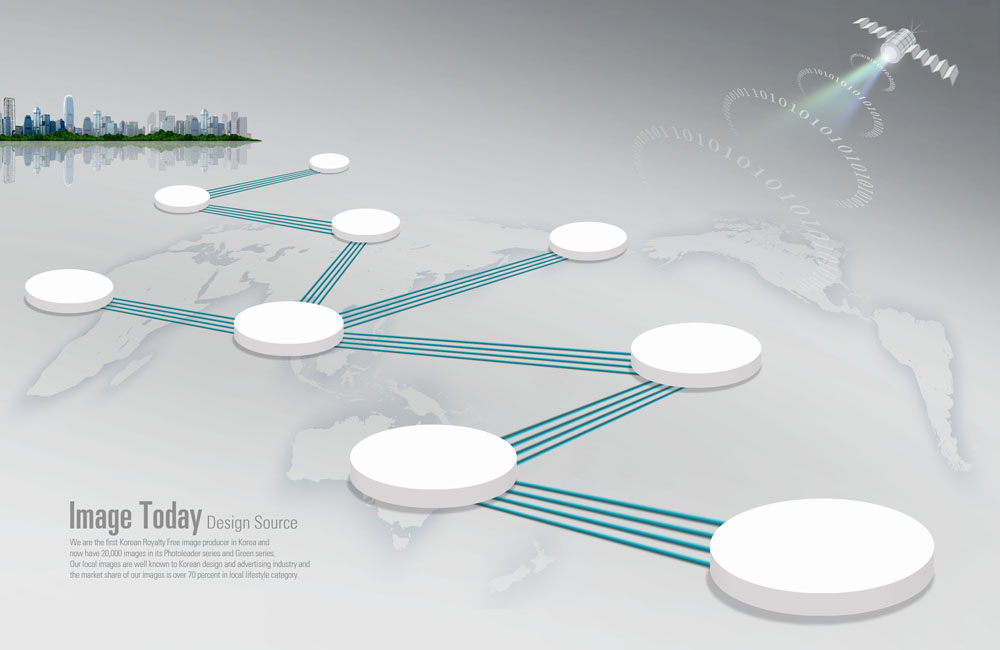 Image Today Design Source
We are the first Korean Royalty Free image producer in Korea and
now have 20,000 images in its Photoleader series and Green series.
Our local images are well known to Korean design and advertising industry and
the market share of our images is over 70 percent in local lifestyle category.